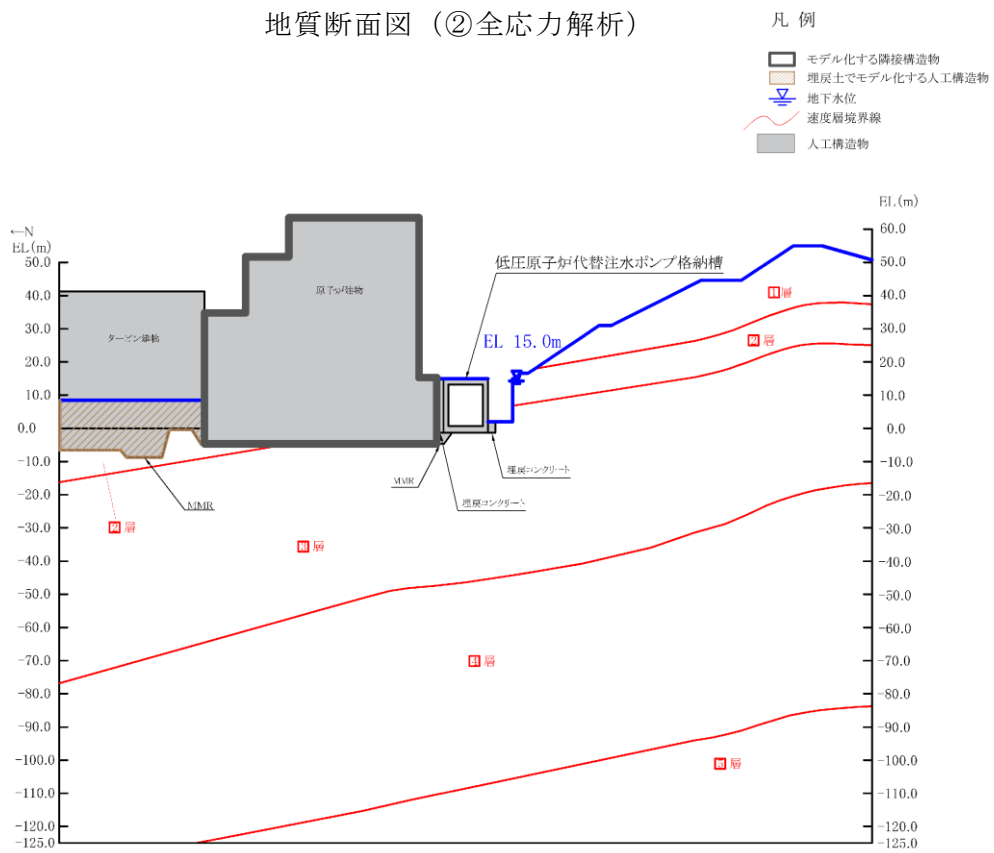 地質断面図（②全応力解析）
凡 例
モデル化する隣接構造物
埋戻土でモデル化する人工構造物
地下水位
速度層境界線
人工構造物
←N
EL(m)
50.0
40.0
30.0
20.0
10.0
0.0
-10.0
-20.0
-30.0
-40.0
-50.0
-60.0
-70.0
-80.0
-90.0
-100.0
-110.0
-120.0
-125.0
タービン建物
原子炉建物
低圧原子炉代替注水ポンプ格納槽
EL 15.0m
1層
2層
埋戻コンクリート
MMR
埋戻コンクリート
MMR
2層
3層
4層
5層
EL(m)
60.0
50.0
40.0
30.0
20.0
10.0
0.0
-10.0
-20.0
-30.0
-40.0
-50.0
-60.0
-70.0
-80.0
-90.0
-100.0
-110.0
-120.0
-125.0